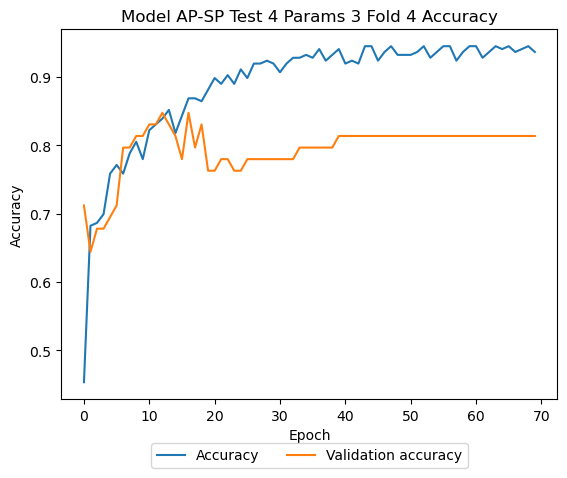 Model AP-SP Test 4 Params 3 Fold 4 Accuracy
Accuracy
0.9
0.8
0.7
0.6
0.5
0 10 20 30 40 50 60 70
Epoch
Accuracy Validation accuracy